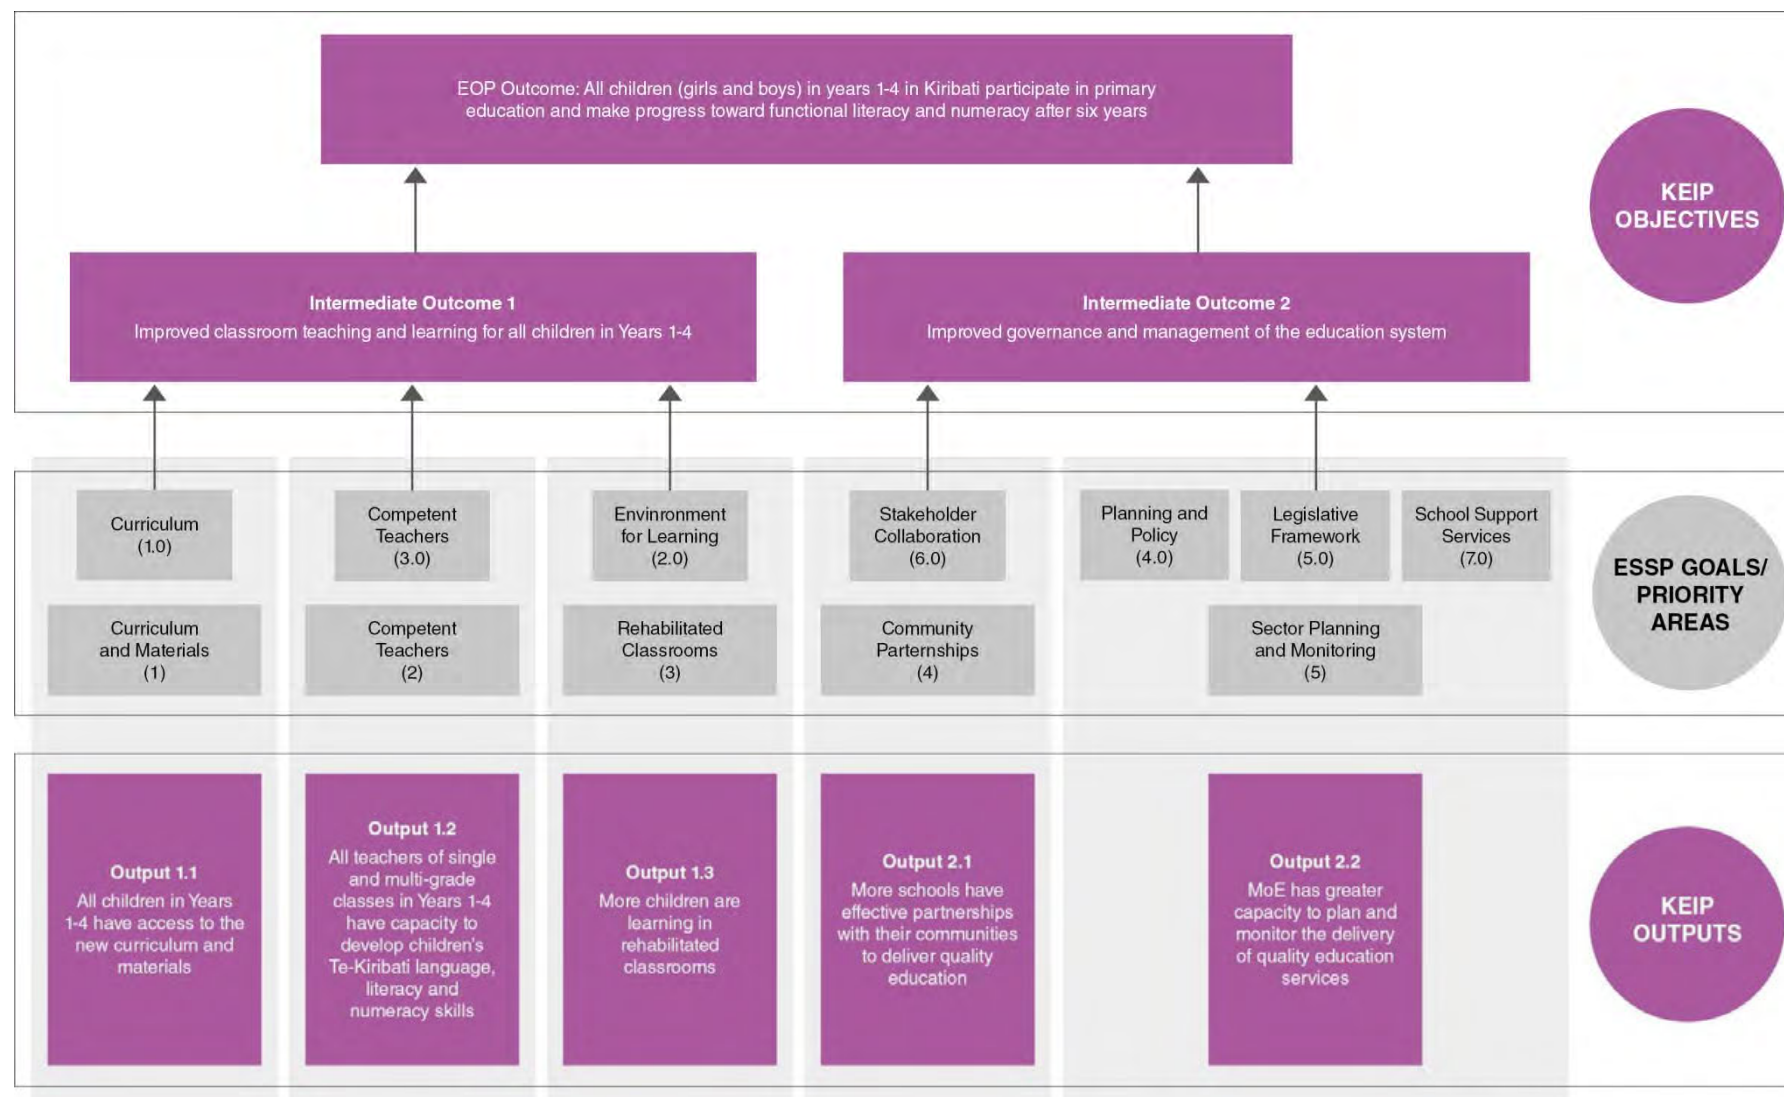 EOP Outcome: All children (girls and boys) in years 1-4 in Kiribati participate in primary
education and make progress toward functional literacy and numeracy after six years
KEIP
OBJECTIVES
Intermediate Outcome 1
Improved classroom teaching and learning for all children in Years 1-4
Intermediate Outcome 2
Improved governance and management of the education system
Curriculum
(1.0)
Competent
Teachers
(3.0)
Envinronment
for Learning
(2.0)
Stakeholder
Collaboration
(6.0)
Planning and
Policy
(4.0)
Legislative
Framework
(5.0)
School Support
Services
(7.0)
ESSP GOALS/
PRIORITY
AREAS
Curriculum
and Materials
(1)
Competent
Teachers
(2)
Rehabilitated
Classrooms
(3)
Community
Parternships
(4)
Sector Planning
and Monitoring
(5)
Output 1.1
All children in Years
1-4 have access to the
new curriculum and
materials
Output 1.2
All teachers of single
and multi-grade
classes in Years 1-4
have capacity to
develop children's
Te-Kiribati language,
literacy and
numeracy skills
Output 1.3
More children are
learning in
rehabilitated
classrooms
Output 2.1
More schools have
effective partnerships
with their communities
to deliver quality
education
Output 2.2
MoE has greater
capacity to plan and
monitor the delivery
of quality education
services
KEIP
OUTPUTS